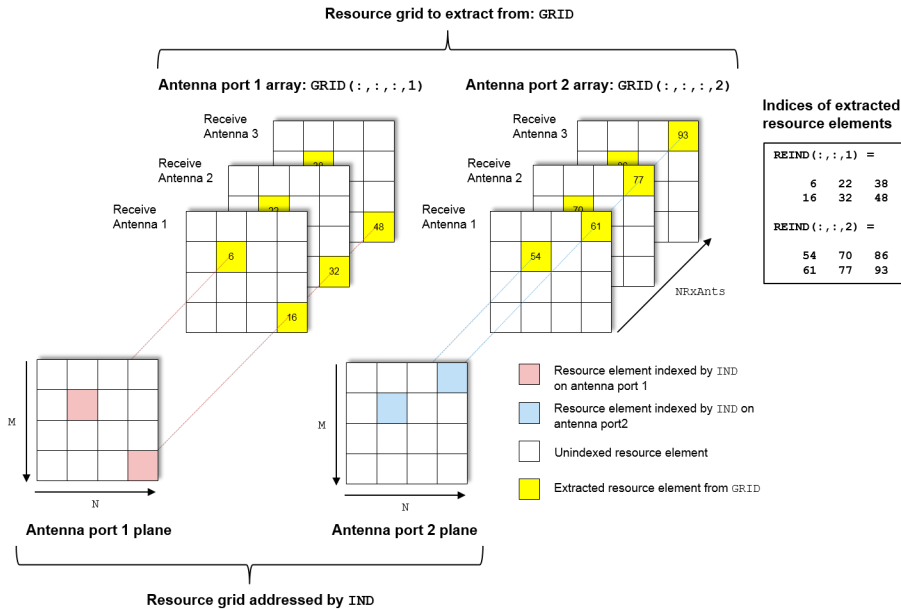 Resource grid to extract from: GRID
Antenna port 1 array: GRID(:,:,:,1)
Antenna port 2 array: GRID(:,:,:,2)
Receive
Antenna 3
Receive
Antenna 2
Receive
Antenna 1
48
22
32
6
16
Receive
Antenna 3
Receive
Antenna 2
Receive
Antenna 1
93
77
70
61
54
NRxAnts
Indices of extracted
resource elements
REIND(:,:,1) =
6 22 38
16 32 48
REIND(:,:,2) =
54 70 86
61 77 93
M
N
Antenna port 1 plane
M
N
Antenna port 2 plane
Resource element indexed by IND
on antenna port 1
Resource element indexed by IND on
antenna port2
Unindexed resource element
Extracted resource element from GRID
Resource grid addressed by IND